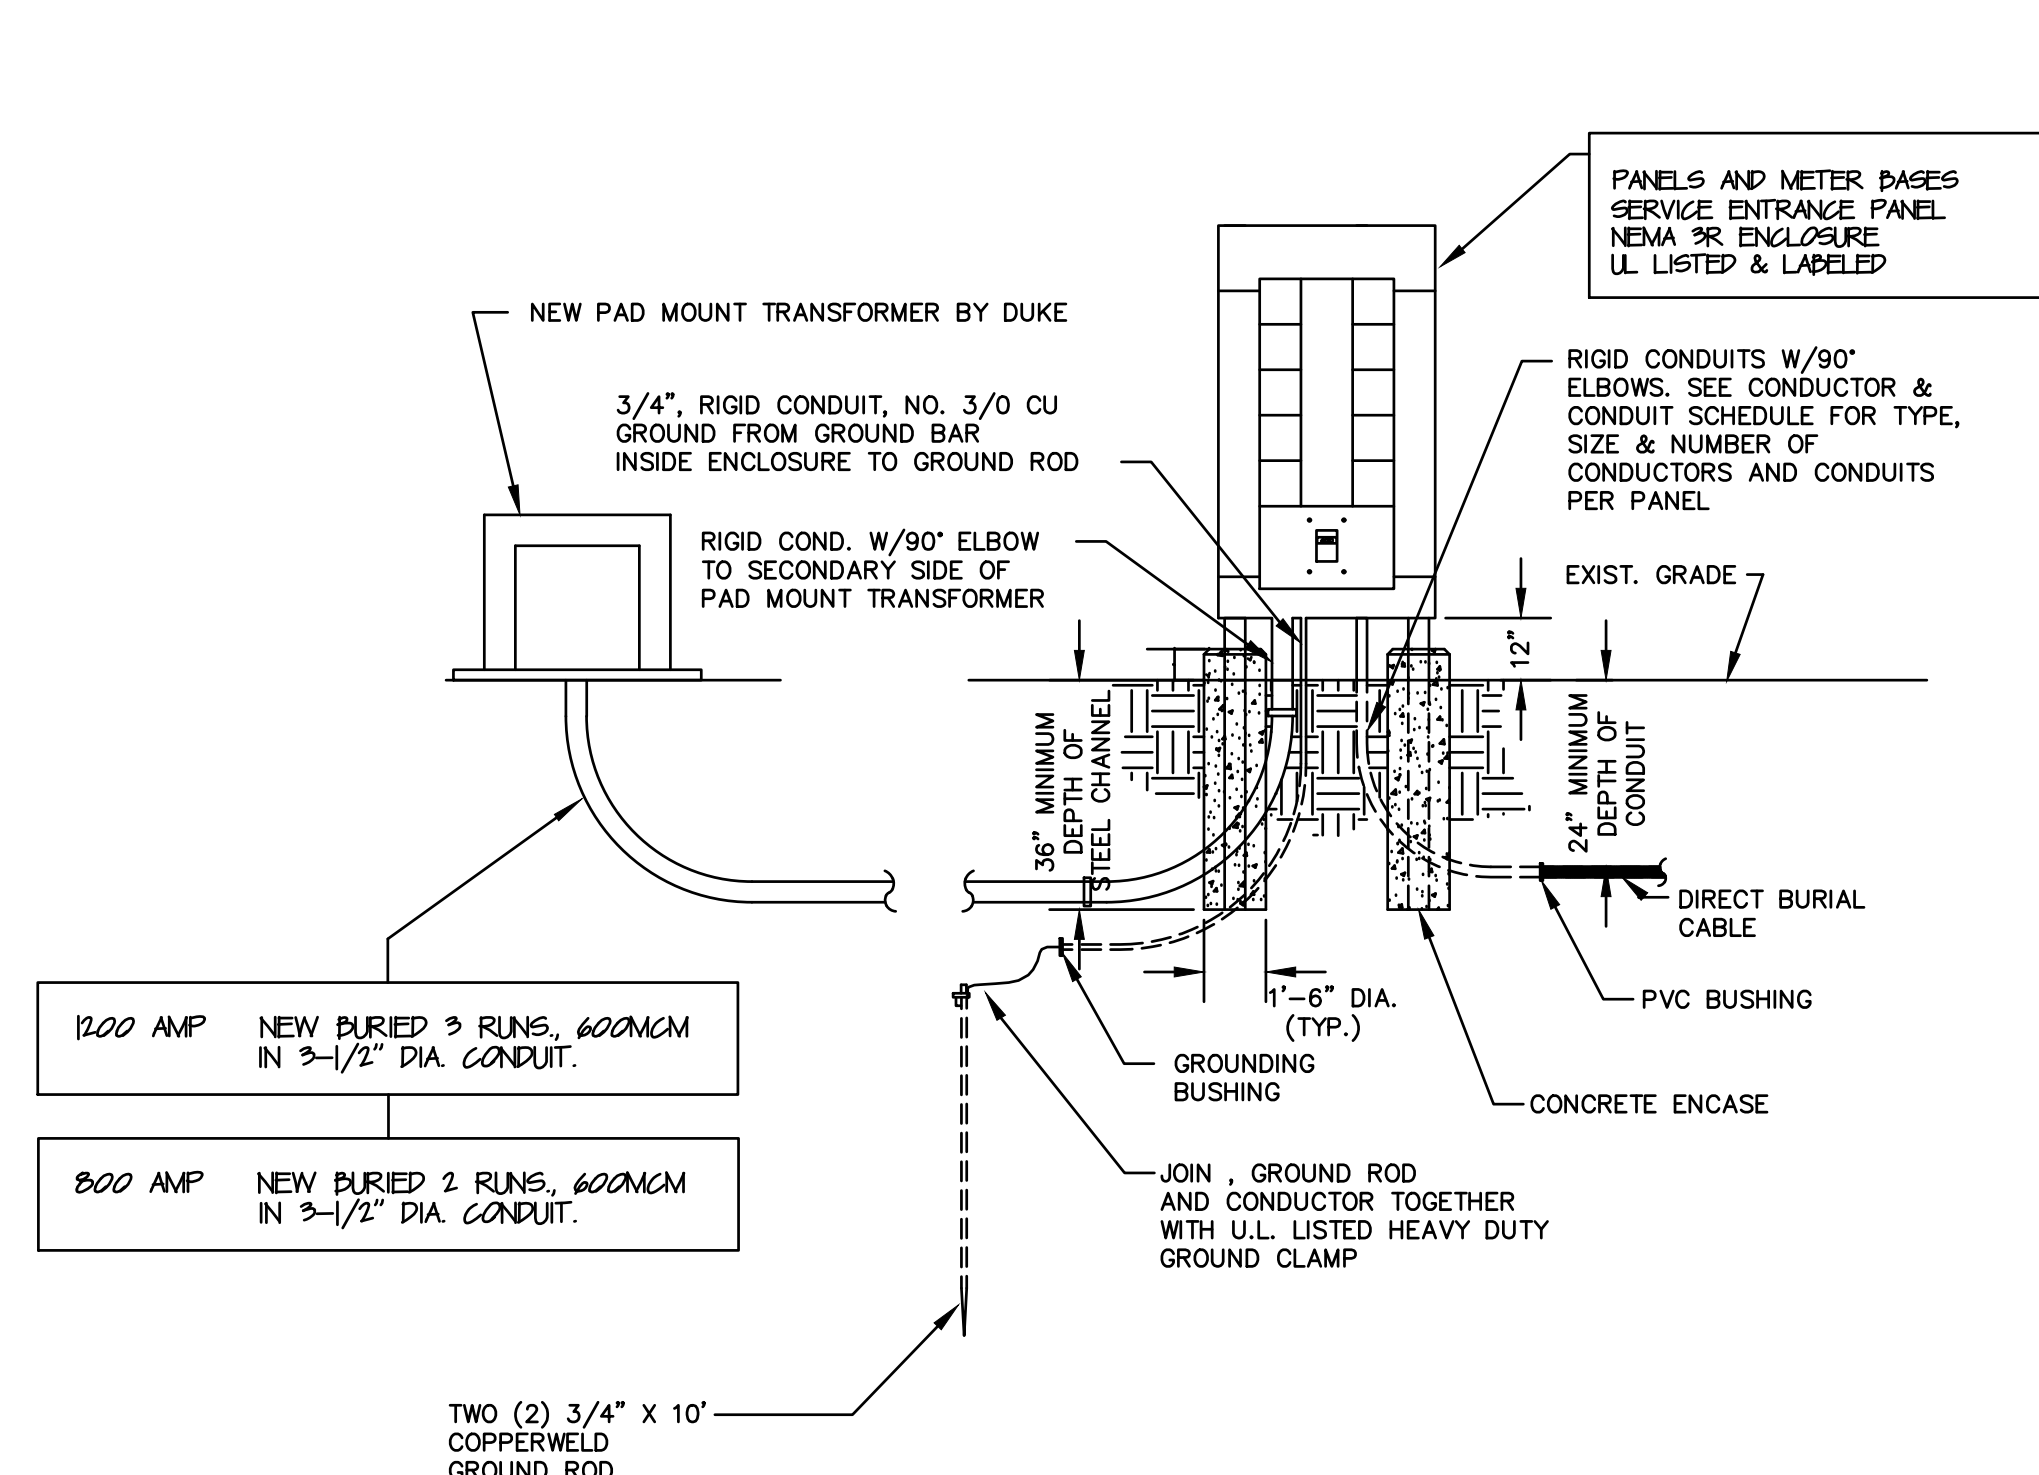 PANELS AND METER BASES
SERVICE ENTRANCE PANEL
NEMA 3R ENCLOSURE
UL LISTED & LABELED
NEW PAD MOUNT TRANSFORMER BY DUKE
3/4", RIGID CONDUIT, NO. 3/0 CU
GROUND FROM GROUND BAR
INSIDE ENCLOSURE TO GROUND ROD
RIGID CONDUITS W/90°
ELBOWS. SEE CONDUCTOR &
CONDUIT SCHEDULE FOR TYPE,
SIZE & NUMBER OF
CONDUCTORS AND CONDUITS
PER PANEL
RIGID COND. W/90° ELBOW
TO SECONDARY SIDE OF
PAD MOUNT TRANSFORMER
EXIST. GRADE
12"
36" MINIMUM
DEPTH OF
STEEL CHANNEL
24" MINIMUM
DEPTH OF
CONDUIT
DIRECT BURIAL
CABLE
PVC BUSHING
1'-6" DIA.
(TYP.)
1200 AMP NEW BURIED 3 RUNS., 600MCM
IN 3-1/2" DIA. CONDUIT.
GROUNDING
BUSHING
CONCRETE ENCASE
800 AMP NEW BURIED 2 RUNS., 600MCM
IN 3-1/2" DIA. CONDUIT.
JOIN , GROUND ROD
AND CONDUCTOR TOGETHER
WITH U.L. LISTED HEAVY DUTY
GROUND CLAMP
TWO (2) 3/4" X 10'
COPPERWELD
GROUND ROD